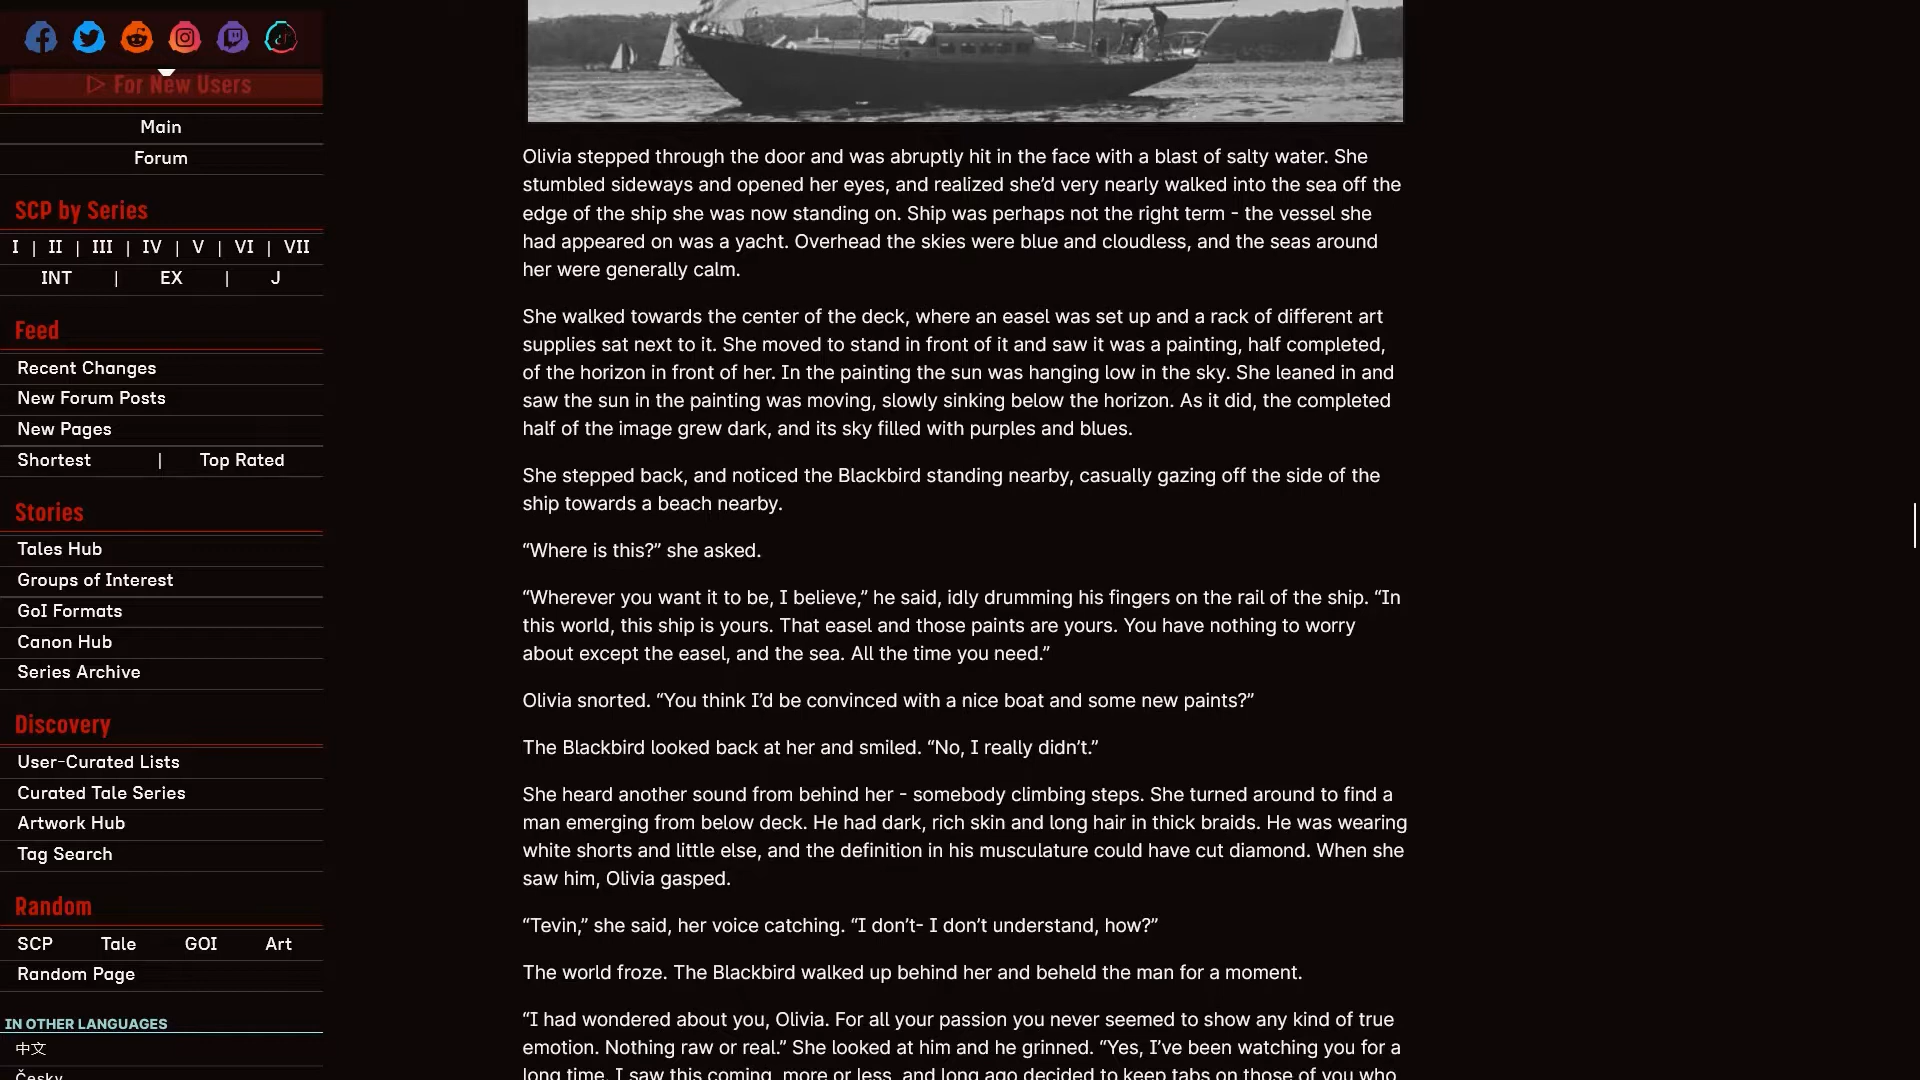 ▷ For New Users
Main
Forum
SCP by Series
I | II | III | IV | V | VI | VII
INT | EX | J
Feed
Recent Changes
New Forum Posts
New Pages
Shortest | Top Rated
Stories
Tales Hub
Groups of Interest
GoI Formats
Canon Hub
Series Archive
Discovery
User-Curated Lists
Curated Tale Series
Artwork Hub
Tag Search
Random
SCP Tale GOI Art
Random Page
IN OTHER LANGUAGES
中文
Česky
Olivia stepped through the door and was abruptly hit in the face with a blast of salty water. She
stumbled sideways and opened her eyes, and realized she’d very nearly walked into the sea off the
edge of the ship she was now standing on. Ship was perhaps not the right term - the vessel she
had appeared on was a yacht. Overhead the skies were blue and cloudless, and the seas around
her were generally calm.
She walked towards the center of the deck, where an easel was set up and a rack of different art
supplies sat next to it. She moved to stand in front of it and saw it was a painting, half completed,
of the horizon in front of her. In the painting the sun was hanging low in the sky. She leaned in and
saw the sun in the painting was moving, slowly sinking below the horizon. As it did, the completed
half of the image grew dark, and its sky filled with purples and blues.
She stepped back, and noticed the Blackbird standing nearby, casually gazing off the side of the
ship towards a beach nearby.
“Where is this?” she asked.
“Wherever you want it to be, I believe,” he said, idly drumming his fingers on the rail of the ship. “In
this world, this ship is yours. That easel and those paints are yours. You have nothing to worry
about except the easel, and the sea. All the time you need.”
Olivia snorted. “You think I’d be convinced with a nice boat and some new paints?”
The Blackbird looked back at her and smiled. “No, I really didn’t.”
She heard another sound from behind her - somebody climbing steps. She turned around to find a
man emerging from below deck. He had dark, rich skin and long hair in thick braids. He was wearing
white shorts and little else, and the definition in his musculature could have cut diamond. When she
saw him, Olivia gasped.
“Tevin,” she said, her voice catching. “I don’t- I don’t understand, how?”
The world froze. The Blackbird walked up behind her and beheld the man for a moment.
“I had wondered about you, Olivia. For all your passion you never seemed to show any kind of true
emotion. Nothing raw or real.” She looked at him and he grinned. “Yes, I’ve been watching you for a
long time. I saw this coming, more or less, and long ago decided to keep tabs on those of you who